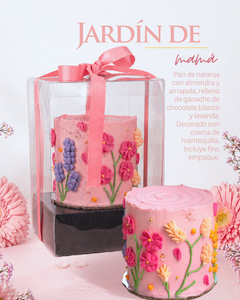 JARDÍN DE
mamá
Pan de naranja
con almendra y
amapola, relleno
de ganache de
chocolate blanco
y lavanda.
Decorado con
crema de
mantequilla.
Incluye fino
empaque.